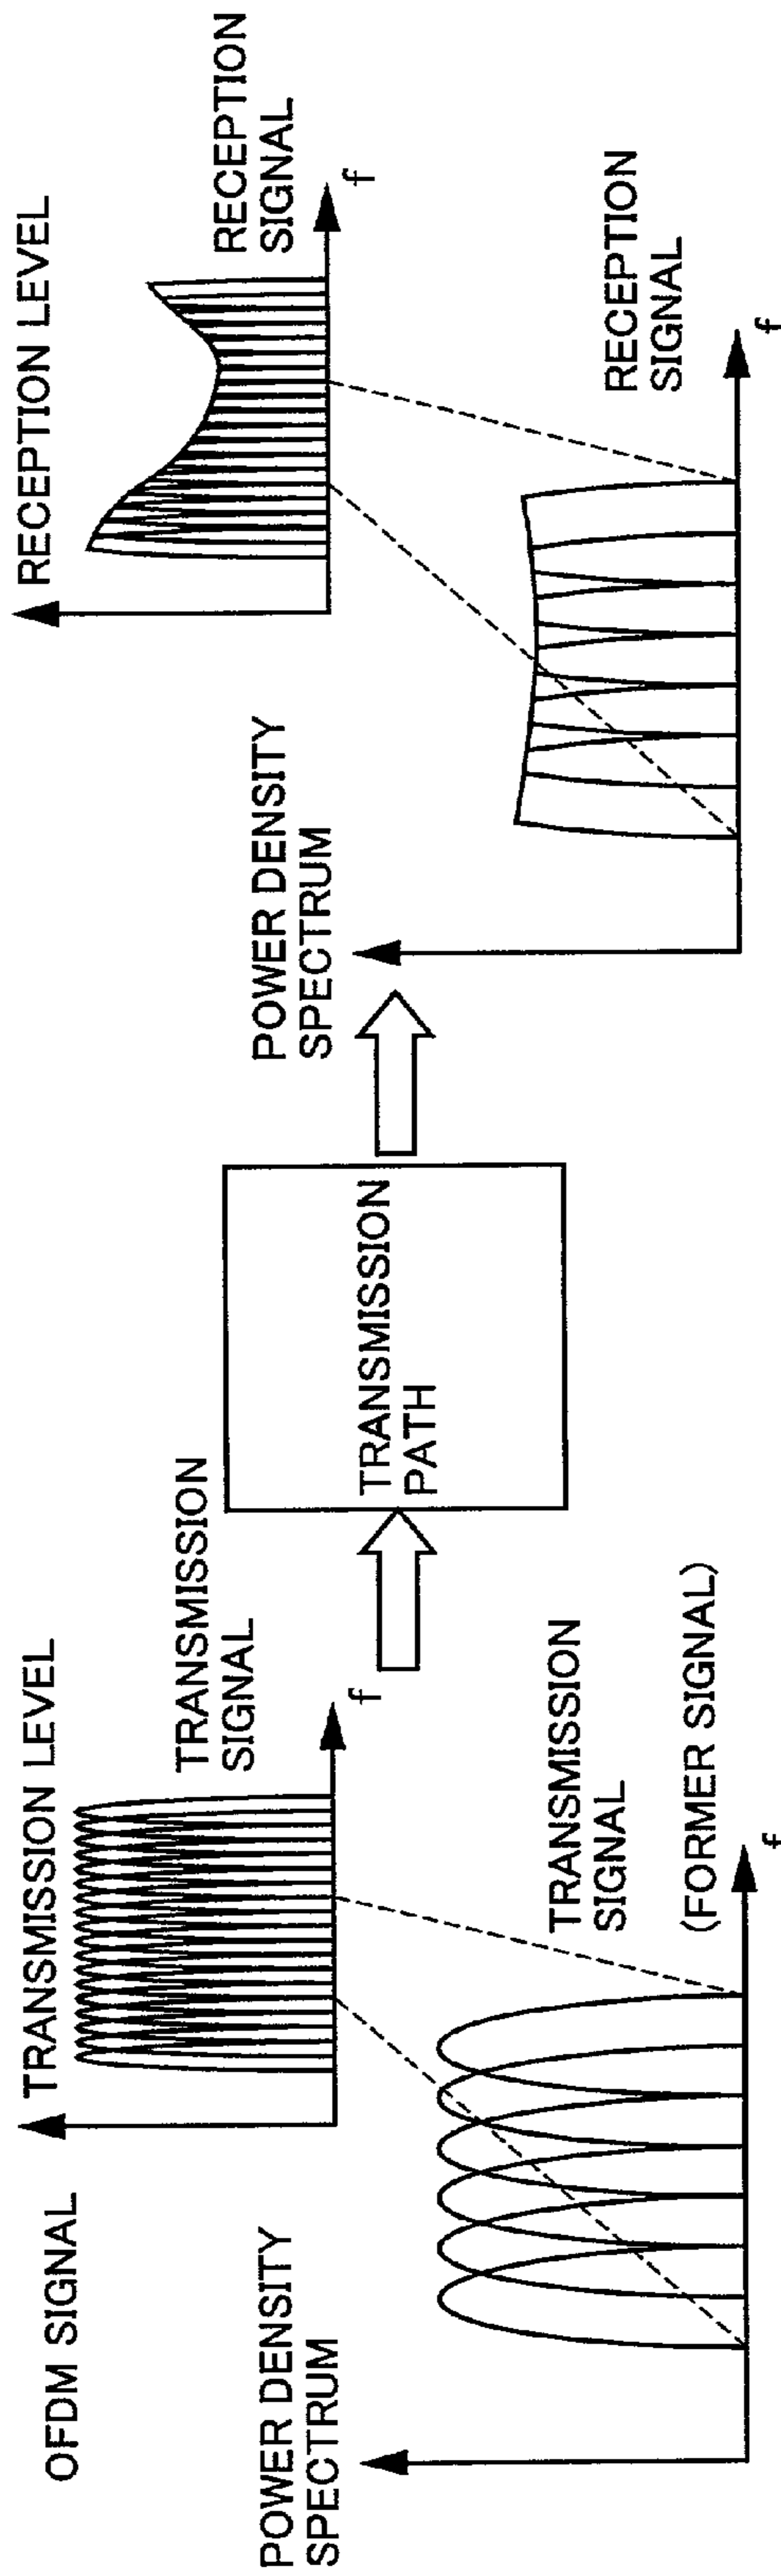 OFDM SIGNAL
TRANSMISSION LEVEL
TRANSMISSION
SIGNAL
f
POWER DENSITY
SPECTRUM
TRANSMISSION
SIGNAL
(FORMER SIGNAL)
f
TRANSMISSION
PATH
RECEPTION LEVEL
RECEPTION
SIGNAL
f
POWER DENSITY
SPECTRUM
RECEPTION
SIGNAL
f